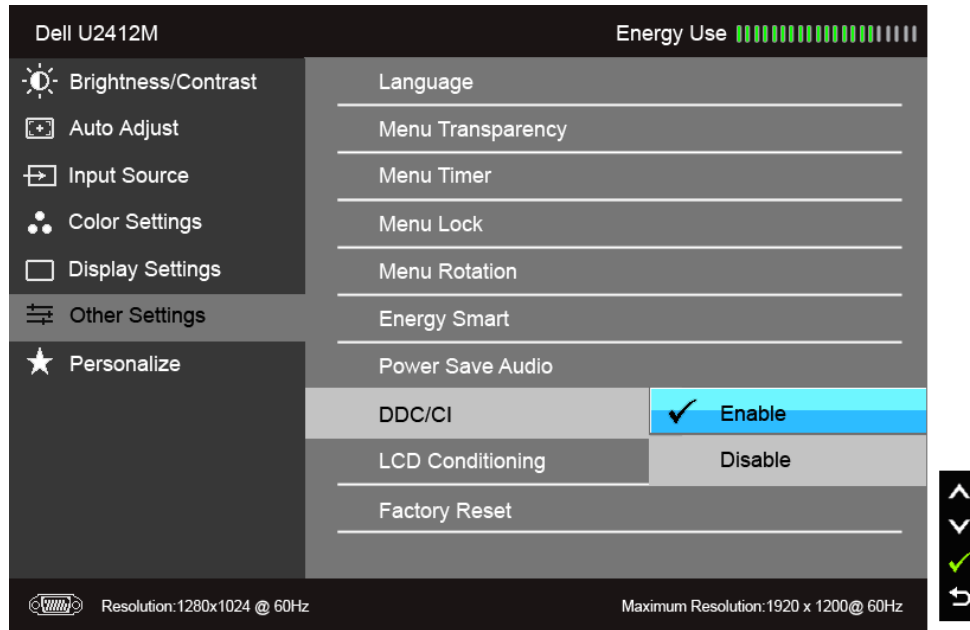 Dell U2412M
Energy Use
Brightness/Contrast
Auto Adjust
Input Source
Color Settings
Display Settings
Other Settings
Personalize
Language
Menu Transparency
Menu Timer
Menu Lock
Menu Rotation
Energy Smart
Power Save Audio
DDC/CI
Enable
Disable
LCD Conditioning
Factory Reset
Resolution:1280x1024 @ 60Hz
Maximum Resolution:1920 x 1200@ 60Hz